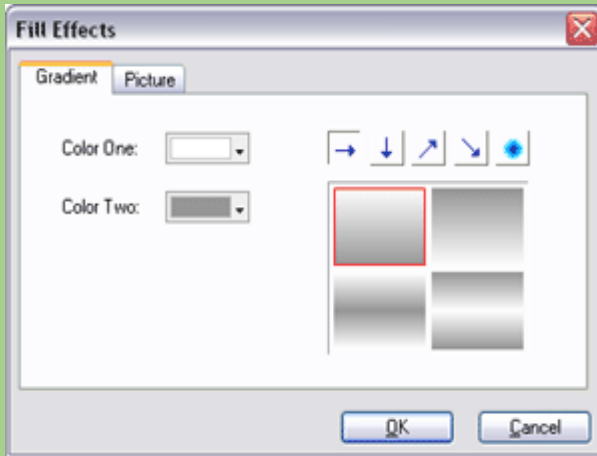 Fill Effects
Gradient Picture
Color One:
Color Two:
OK Cancel